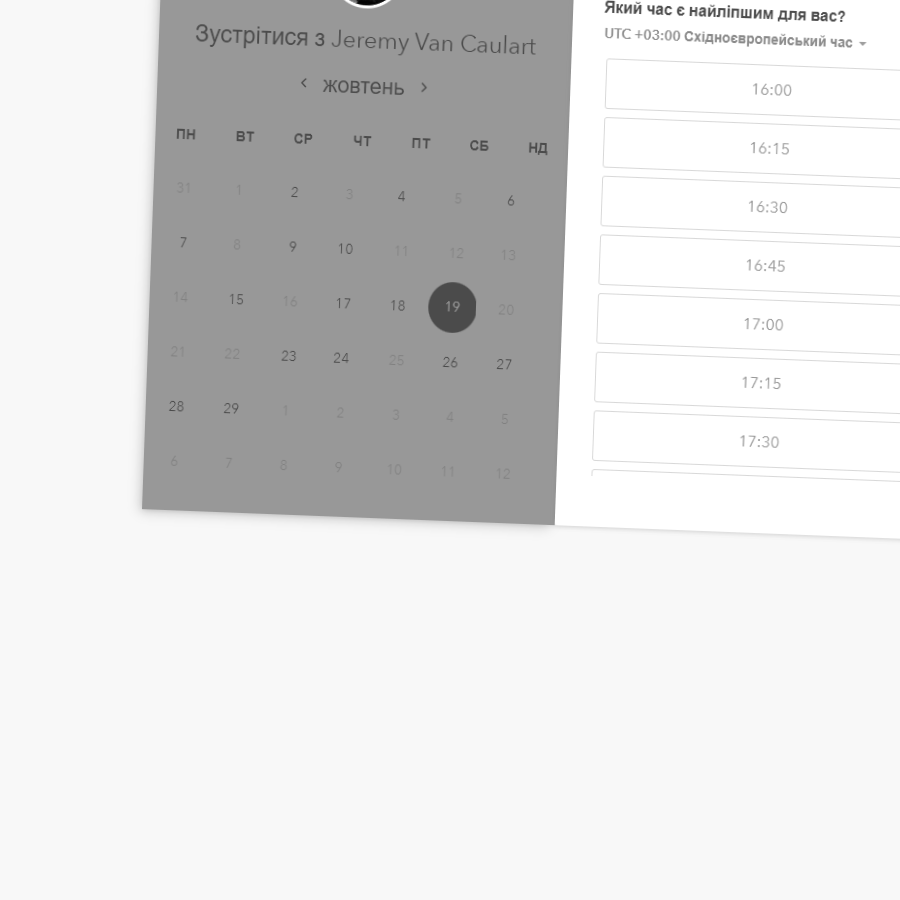 Зустрітися з Jeremy Van Caulart
жовтень
ПН ВТ СР ЧТ ПТ СБ НД
31 1 2 3 4 5 6
7 8 9 10 11 12 13
14 15 16 17 18 19 20
21 22 23 24 25 26 27
28 29 1 2 3 4 5
6 7 8 9 10 11 12
Який час є найліпшим для вас?
UTC +03:00 Східноєвропейський час
16:00
16:15
16:30
16:45
17:00
17:15
17:30